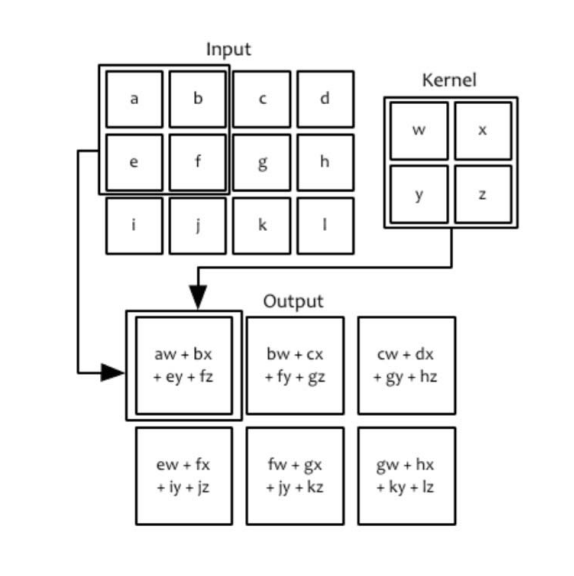 Input
Kernel
a b c d
w x
e f g h
y z
i j k l
Output
aw + bx
+ ey + fz
bw + cx
+ fy + gz
cw + dx
+ gy + hz
ew + fx
+ iy + jz
fw + gx
+ jy + kz
gw + hx
+ ky + lz